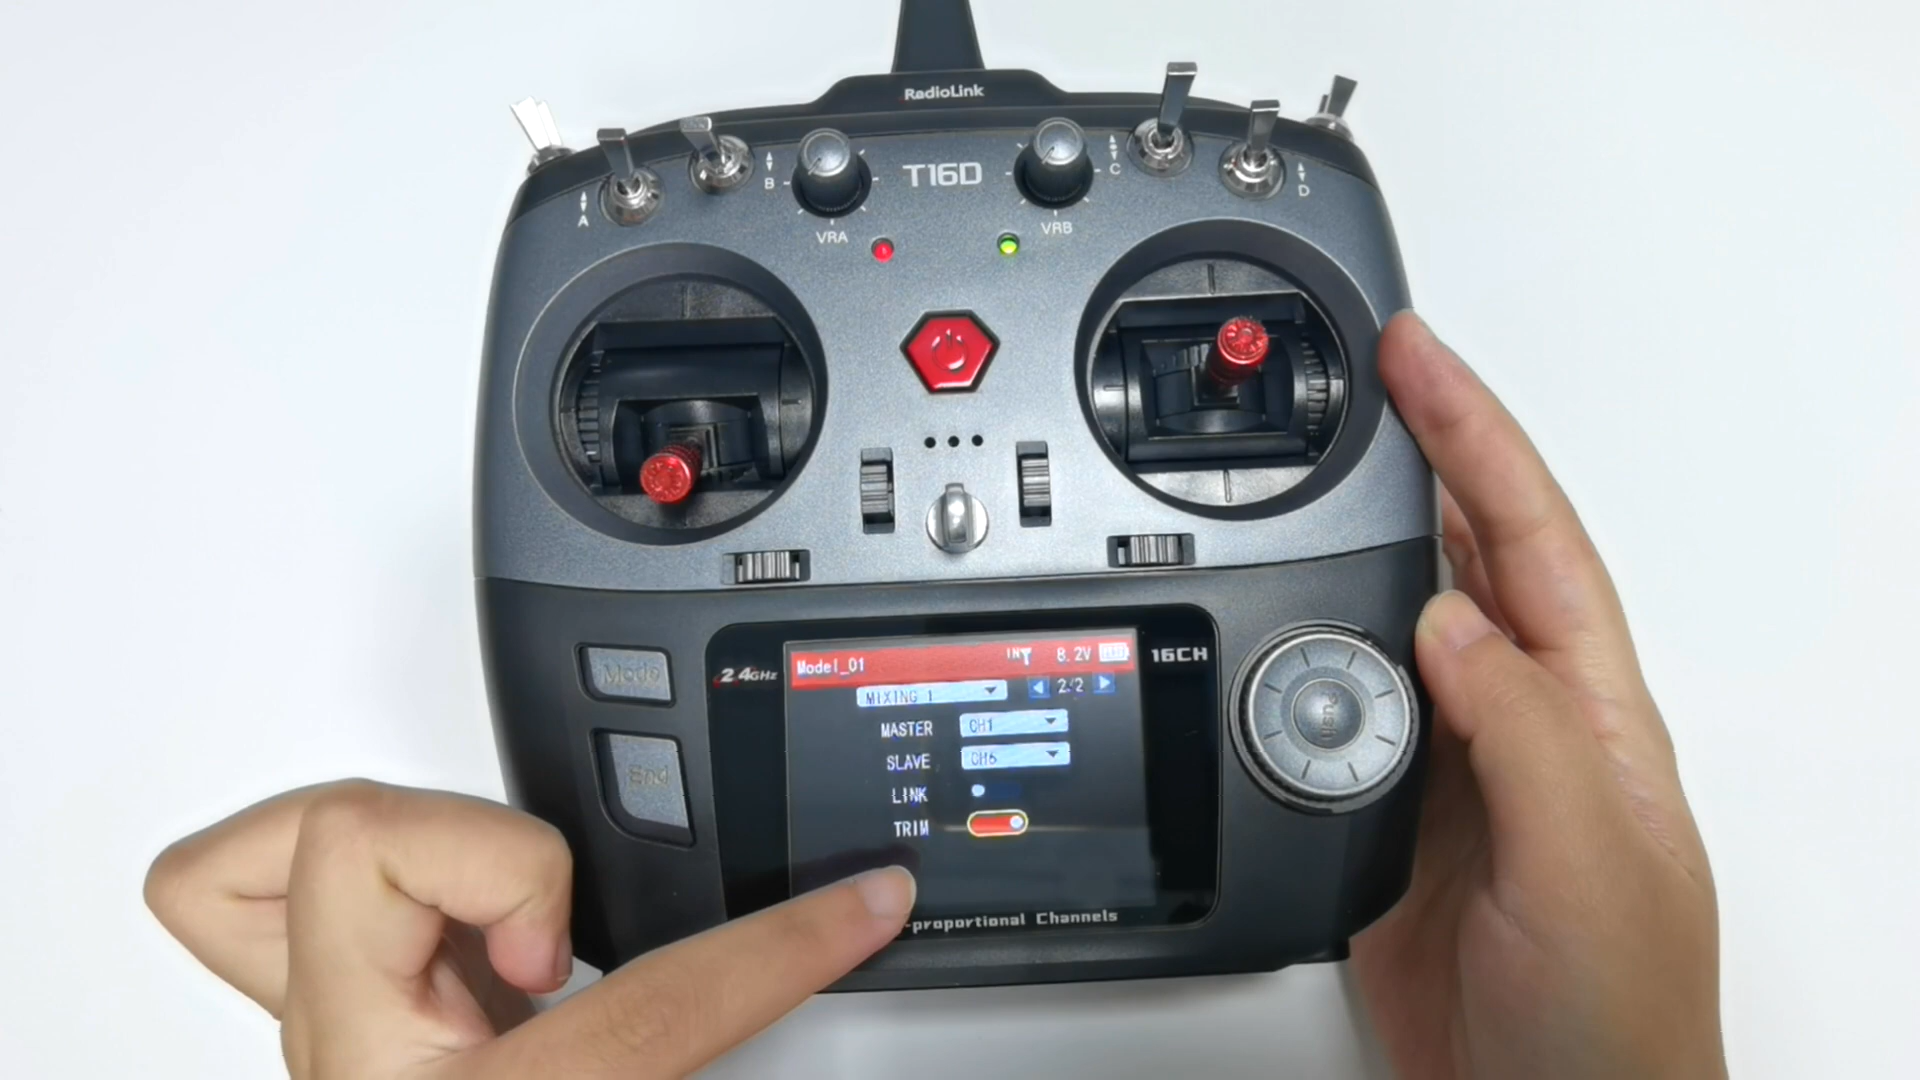 RadioLink
T16D
A
B
C
D
VRA
VRB
Mode
End
2.4GHz
16CH
Push
Model_01
8.2V
MIXING 1
2/2
MASTER CH1
SLAVE CH6
LINK
TRIM
-proportional Channels